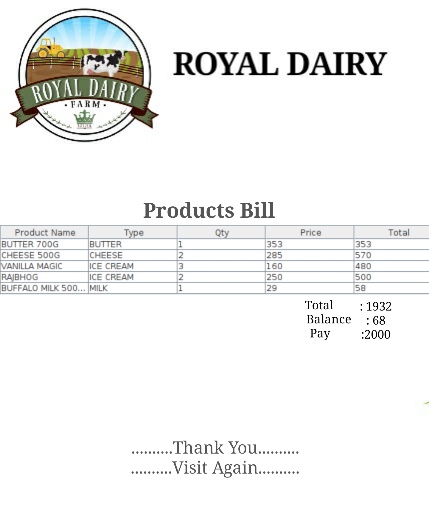 ROYAL DAIRY
FARM
ROYAL DAIRY
Products Bill
Product Name Type Qty Price Total
BUTTER 700G BUTTER 1 353 353
CHEESE 500G CHEESE 2 285 570
VANILLA MAGIC ICE CREAM 3 160 480
RAJBHOG ICE CREAM 2 250 500
BUFFALO MILK 500... MILK 1 29 58
Total : 1932
Balance : 68
Pay :2000
..........Thank You..........
..........Visit Again..........